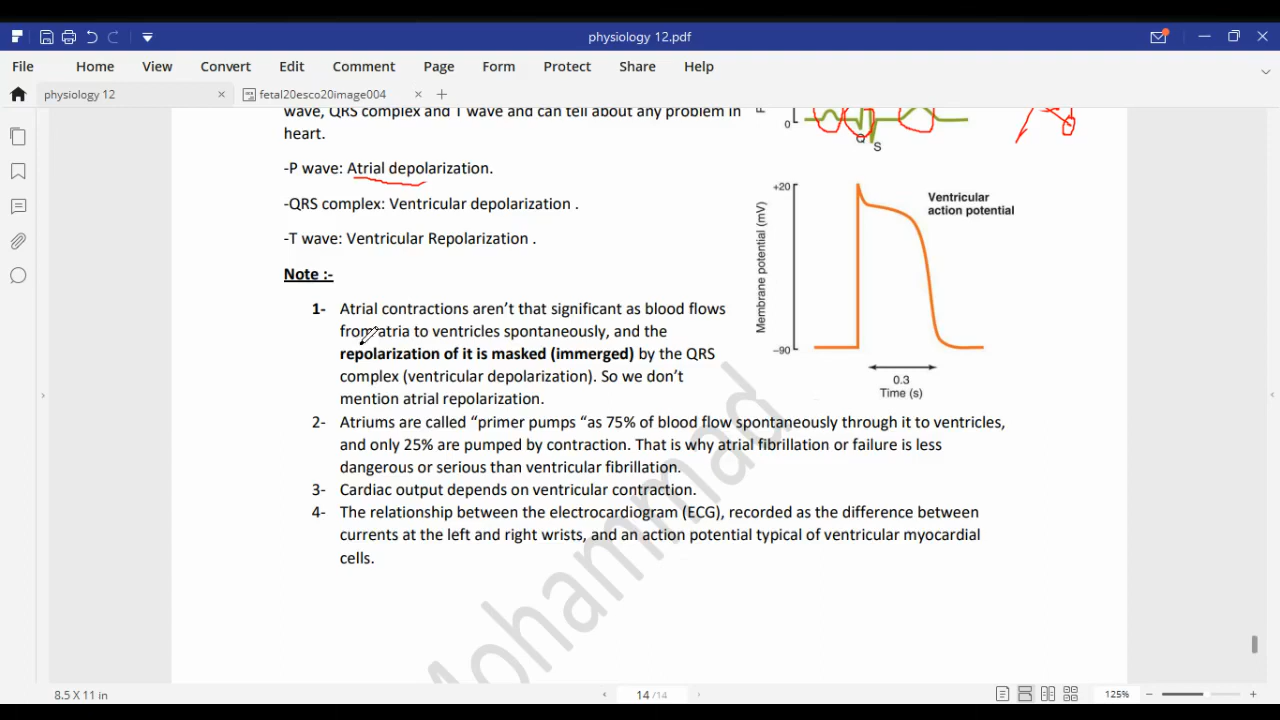 physiology 12.pdf
File Home View Convert Edit Comment Page Form Protect Share Help
physiology 12
fetal20esco20image004
wave, QRS complex and T wave and can tell about any problem in
heart.
-P wave: Atrial depolarization.
-QRS complex: Ventricular depolarization .
-T wave: Ventricular Repolarization .
Note :-
1- Atrial contractions aren't that significant as blood flows
from atria to ventricles spontaneously, and the
repolarization of it is masked (immerged) by the QRS
complex (ventricular depolarization). So we don't
mention atrial repolarization.
2- Atriums are called "primer pumps "as 75% of blood flow spontaneously through it to ventricles,
and only 25% are pumped by contraction. That is why atrial fibrillation or failure is less
dangerous or serious than ventricular fibrillation.
3- Cardiac output depends on ventricular contraction.
4- The relationship between the electrocardiogram (ECG), recorded as the difference between
currents at the left and right wrists, and an action potential typical of ventricular myocardial
cells.
0
Q
S
+20
Ventricular
action potential
Membrane potential (mV)
−90
0.3
Time (s)
Mohammad
8.5 X 11 in
14 /14
125%